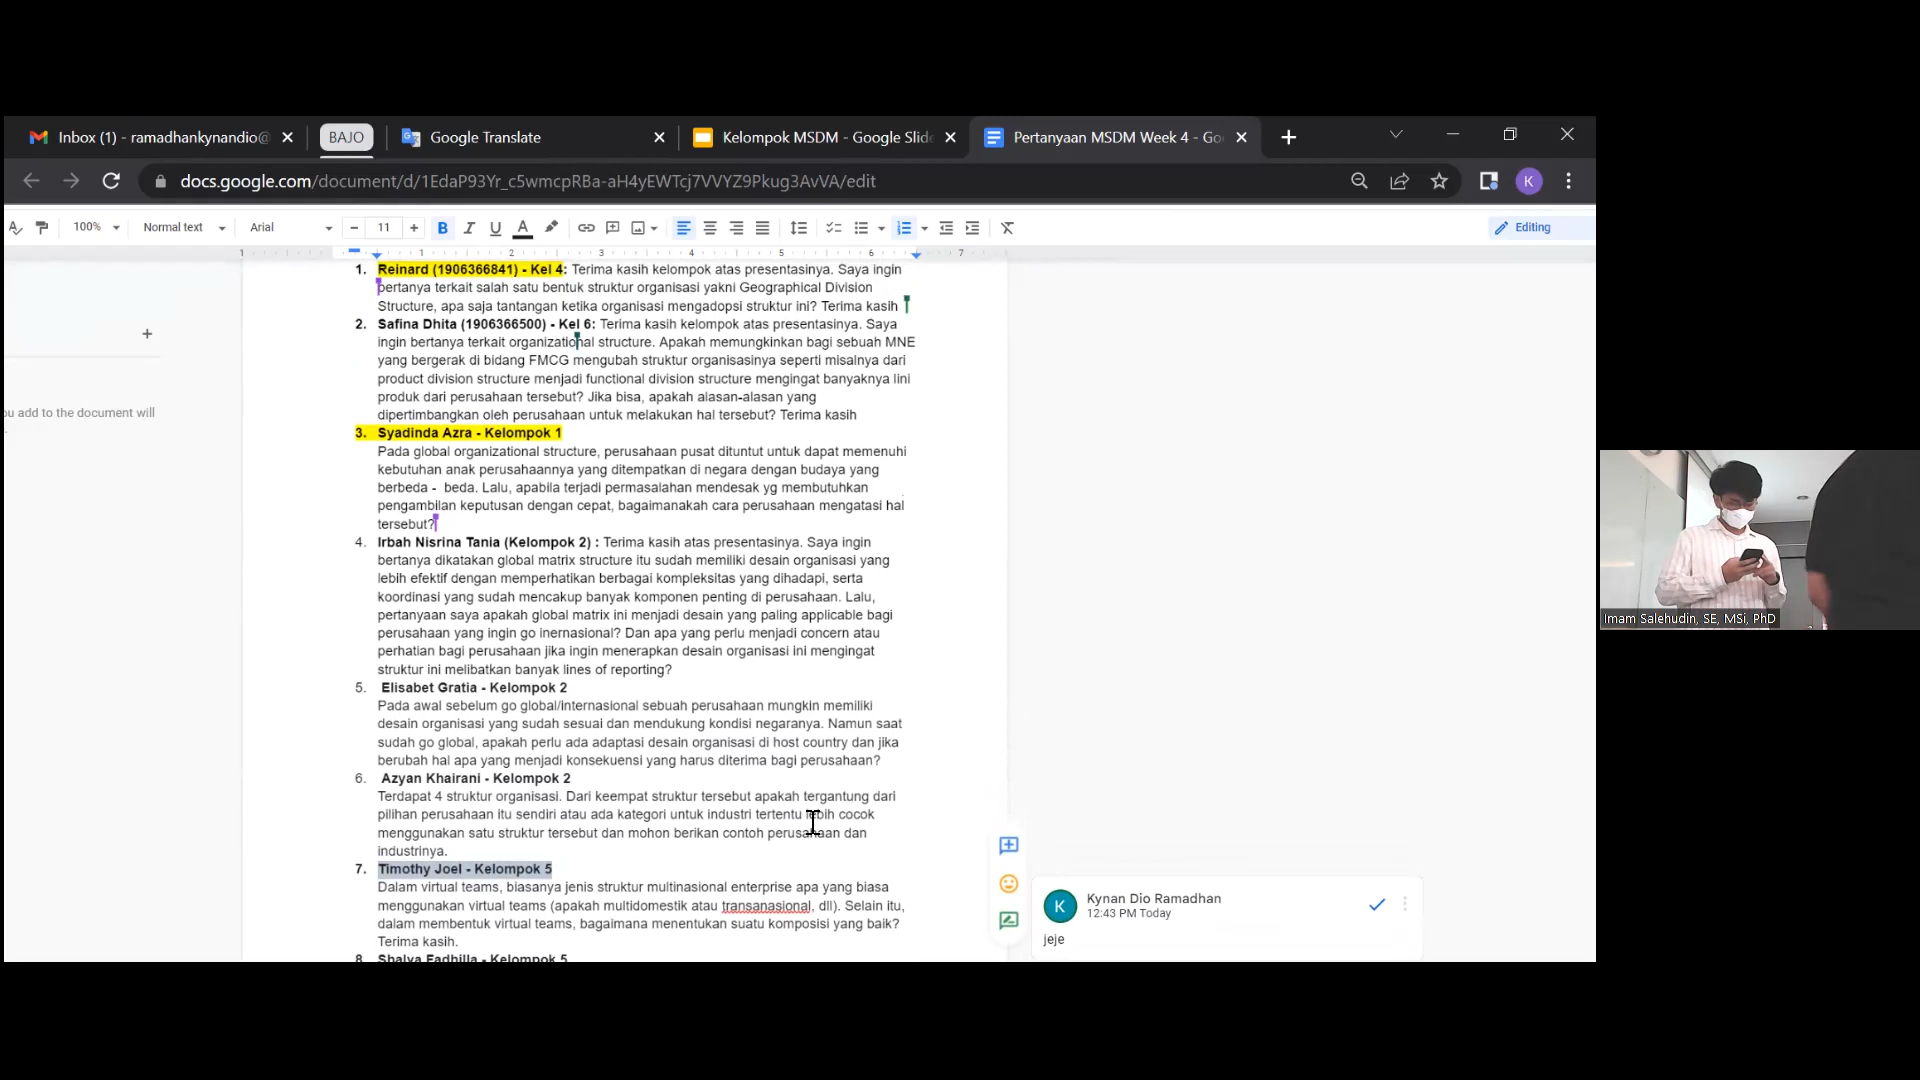 Inbox (1) - ramadhankynandio@
BAJO
Google Translate
Kelompok MSDM - Google Slide
Pertanyaan MSDM Week 4 - Go
docs.google.com/document/d/1EdaP93Yr_c5wmcpRBa-aH4yEWTcj7VVYZ9Pkug3AvVA/edit
K
100%
Normal text
Arial
11
B
I
U
A
Editing
1
1
2
3
4
5
6
7
ou add to the document will
1. Reinard (1906366841) - Kel 4: Terima kasih kelompok atas presentasinya. Saya ingin
pertanya terkait salah satu bentuk struktur organisasi yakni Geographical Division
Structure, apa saja tantangan ketika organisasi mengadopsi struktur ini? Terima kasih
2. Safina Dhita (1906366500) - Kel 6: Terima kasih kelompok atas presentasinya. Saya
ingin bertanya terkait organizational structure. Apakah memungkinkan bagi sebuah MNE
yang bergerak di bidang FMCG mengubah struktur organisasinya seperti misalnya dari
product division structure menjadi functional division structure mengingat banyaknya lini
produk dari perusahaan tersebut? Jika bisa, apakah alasan-alasan yang
dipertimbangkan oleh perusahaan untuk melakukan hal tersebut? Terima kasih
3. Syadinda Azra - Kelompok 1
Pada global organizational structure, perusahaan pusat dituntut untuk dapat memenuhi
kebutuhan anak perusahaannya yang ditempatkan di negara dengan budaya yang
berbeda - beda. Lalu, apabila terjadi permasalahan mendesak yg membutuhkan
pengambilan keputusan dengan cepat, bagaimanakah cara perusahaan mengatasi hal
tersebut?
4. Irbah Nisrina Tania (Kelompok 2) : Terima kasih atas presentasinya. Saya ingin
bertanya dikatakan global matrix structure itu sudah memiliki desain organisasi yang
lebih efektif dengan memperhatikan berbagai kompleksitas yang dihadapi, serta
koordinasi yang sudah mencakup banyak komponen penting di perusahaan. Lalu,
pertanyaan saya apakah global matrix ini menjadi desain yang paling applicable bagi
perusahaan yang ingin go inernasional? Dan apa yang perlu menjadi concern atau
perhatian bagi perusahaan jika ingin menerapkan desain organisasi ini mengingat
struktur ini melibatkan banyak lines of reporting?
5. Elisabet Gratia - Kelompok 2
Pada awal sebelum go global/internasional sebuah perusahaan mungkin memiliki
desain organisasi yang sudah sesuai dan mendukung kondisi negaranya. Namun saat
sudah go global, apakah perlu ada adaptasi desain organisasi di host country dan jika
berubah hal apa yang menjadi konsekuensi yang harus diterima bagi perusahaan?
6. Azyan Khairani - Kelompok 2
Terdapat 4 struktur organisasi. Dari keempat struktur tersebut apakah tergantung dari
pilihan perusahaan itu sendiri atau ada kategori untuk industri tertentu lebih cocok
menggunakan satu struktur tersebut dan mohon berikan contoh perusahaan dan
industrinya.
7. Timothy Joel - Kelompok 5
Dalam virtual teams, biasanya jenis struktur multinasional enterprise apa yang biasa
menggunakan virtual teams (apakah multidomestik atau transanasional, dll). Selain itu,
dalam membentuk virtual teams, bagaimana menentukan suatu komposisi yang baik?
Terima kasih.
8. Shalva Fadhilla - Kelompok 5
K
Kynan Dio Ramadhan
12:43 PM Today
jeje
Imam Salehudin, SE, MSi, PhD